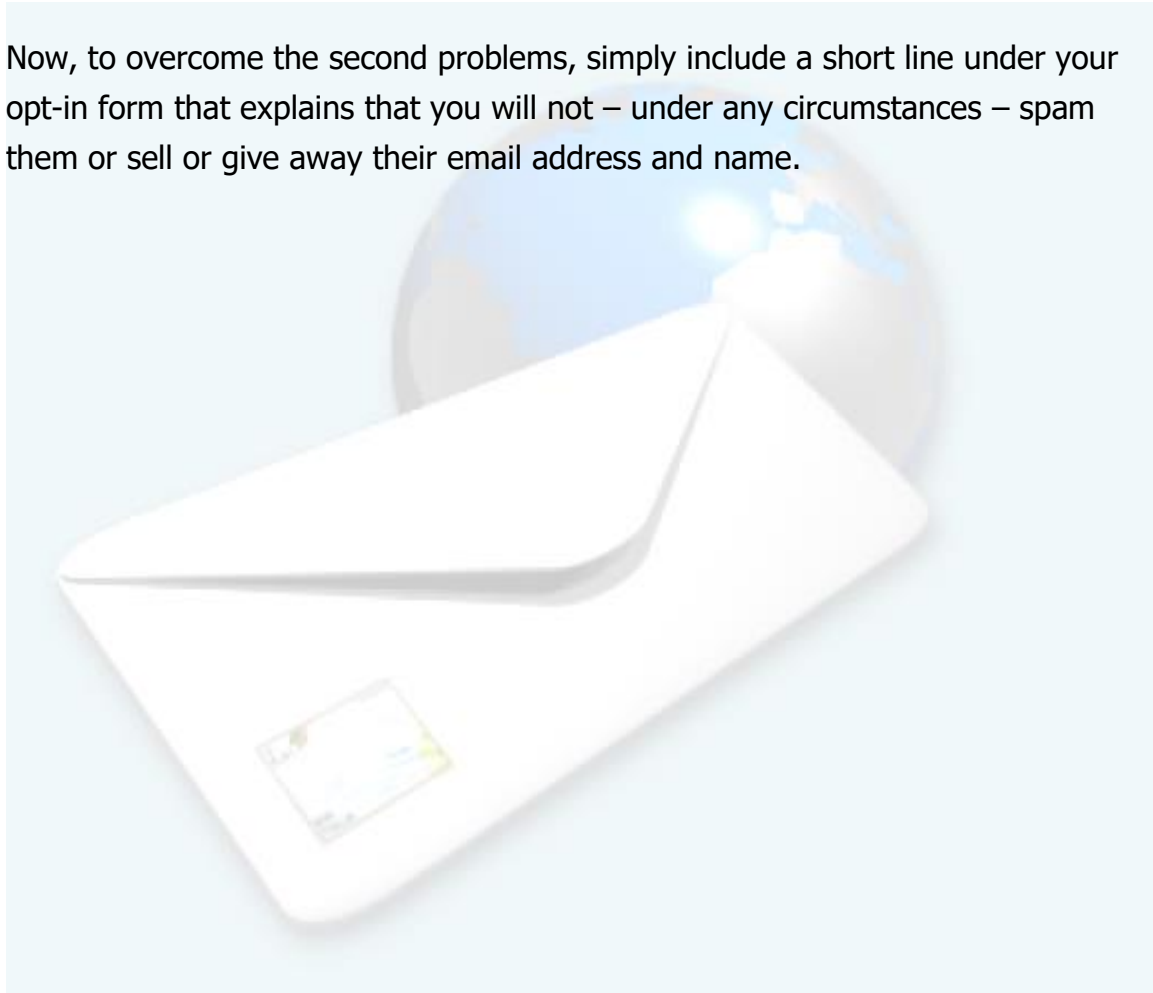 Now, to overcome the second problems, simply include a short line under your
opt-in form that explains that you will not – under any circumstances – spam
them or sell or give away their email address and name.